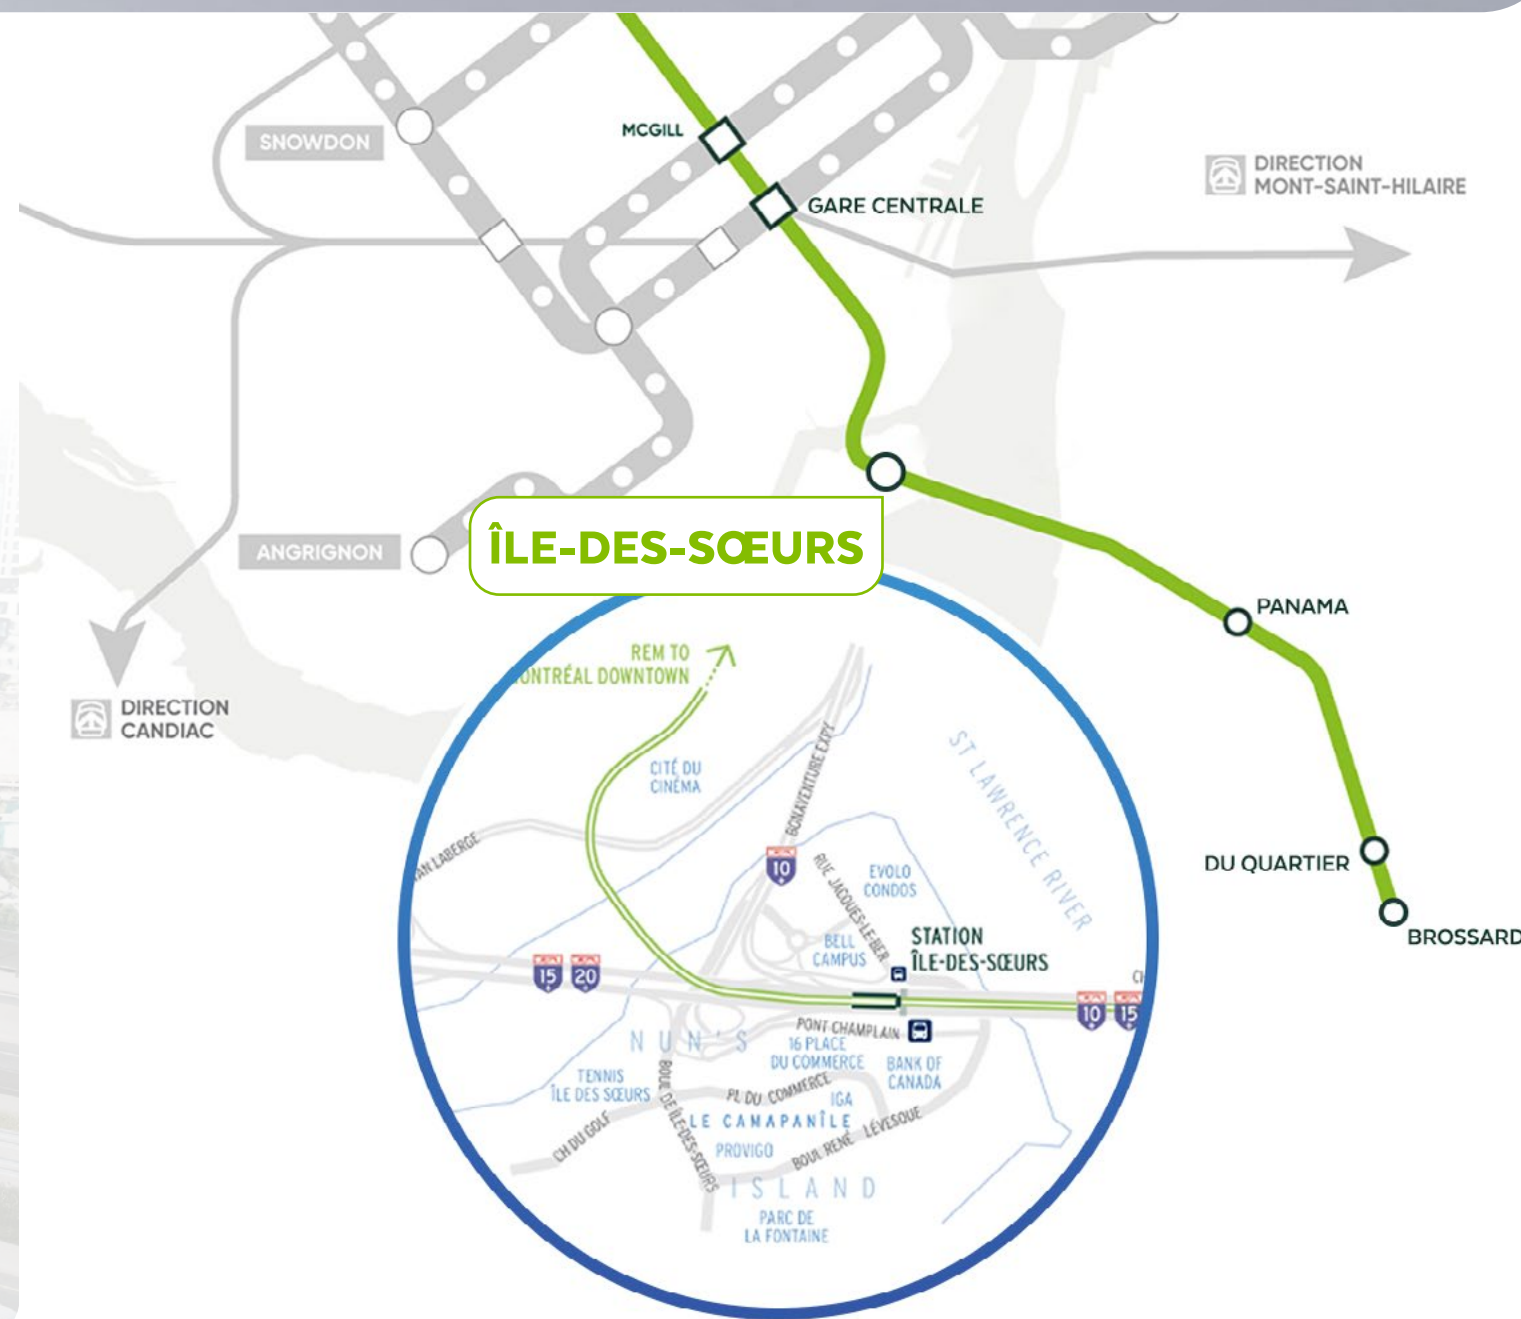 SNOWDON
MCGILL
DIRECTION
MONT-SAINT-HILAIRE
GARE CENTRALE
ANGRIGNON
ÎLE-DES-SŒURS
PANAMA
DIRECTION
CANDIAC
DU QUARTIER
BROSSARD
REM TO
ONTRÉAL DOWNTOWN
CITÉ DU
CINÉMA
BONAVENTURE EXPY
ST LAWRENCE RIVER
AN LABERGE
10
RUE JACQUES-LE-BER
EVOLO
CONDOS
BELL
CAMPUS
STATION
ÎLE-DES-SŒURS
15 20
10 15
PONT CHAMPLAIN
NUN'S
16 PLACE
DU COMMERCE
BANK OF
CANADA
TENNIS
ÎLE DES SŒURS
BOUL DE ÎLE-DES-SŒURS
PL DU COMMERCE
IGA
CH DU GOLF
LE CAMAPANÎLE
PROVIGO
BOUL RENÉ LÉVESQUE
ISLAND
PARC DE
LA FONTAINE